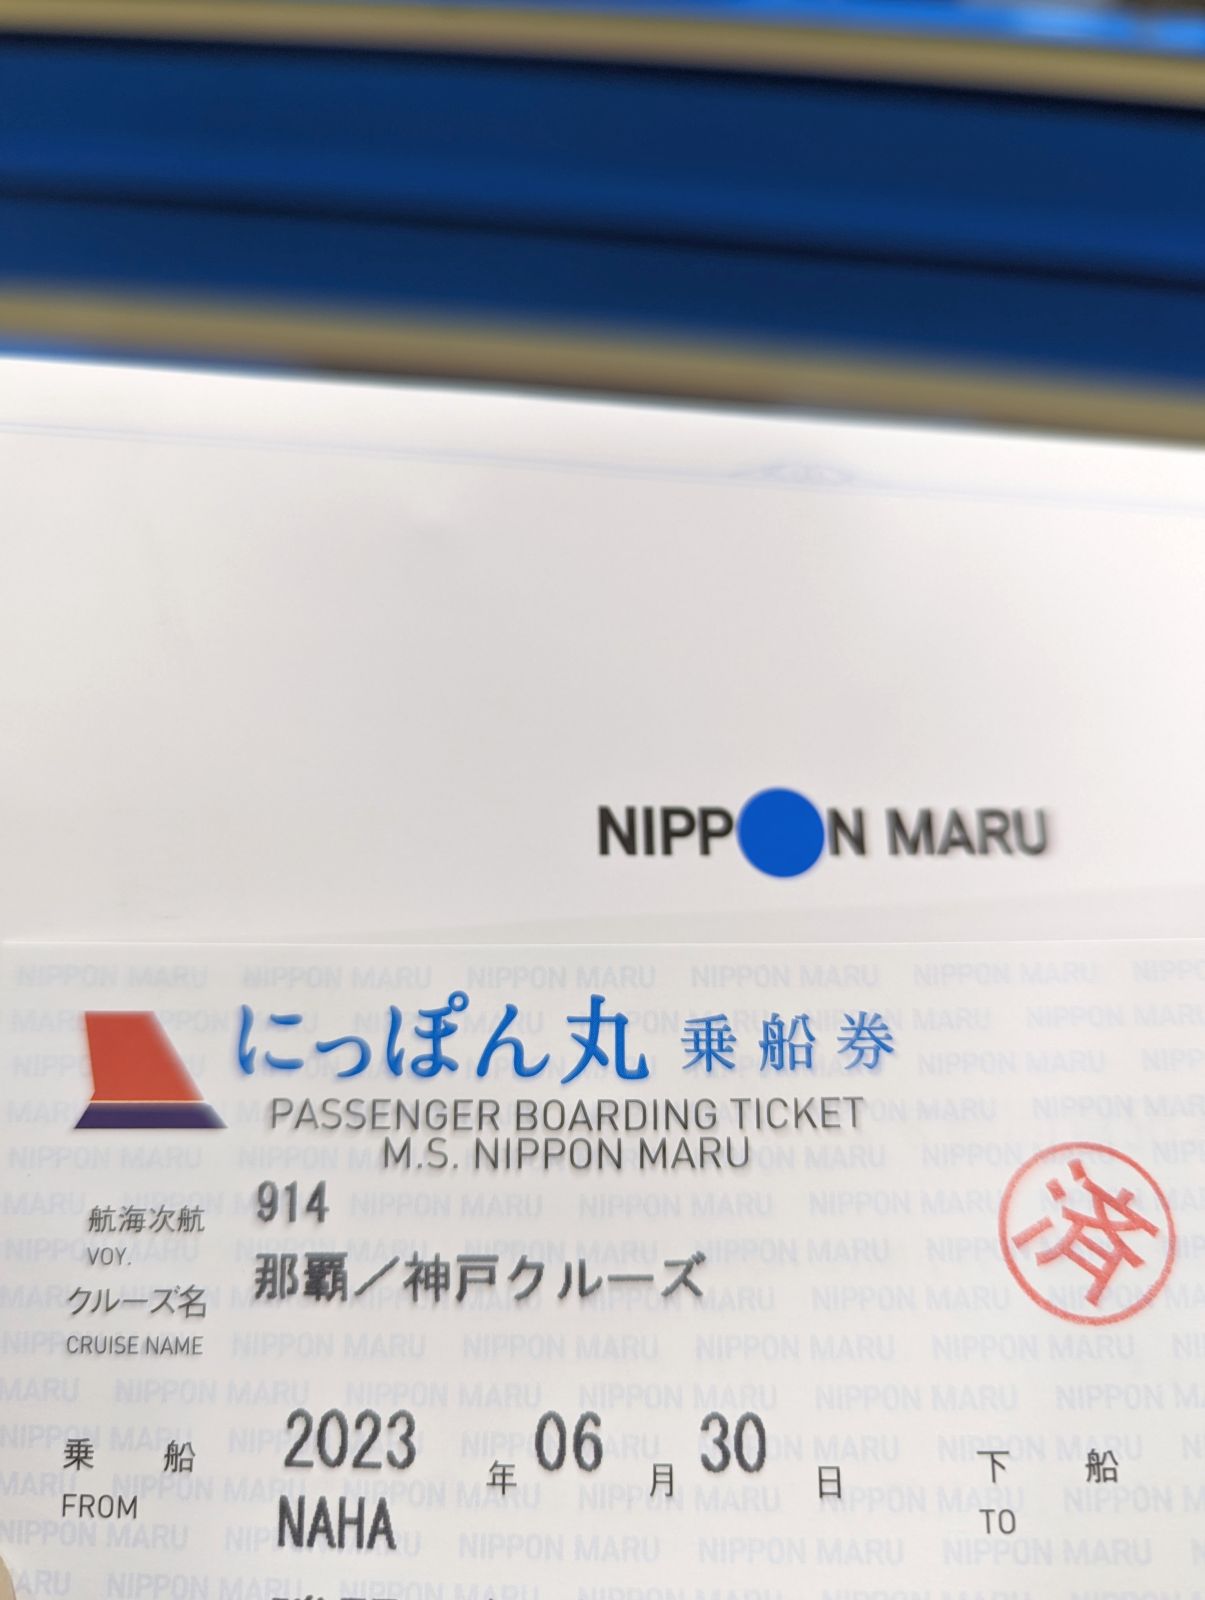 NIPPON MARU
にっぽん丸 乗船券
PASSENGER BOARDING TICKET
M.S. NIPPON MARU
航海次航 914
VOY.
クルーズ名 那覇／神戸クルーズ
CRUISE NAME
済
乗船 2023 年 06 月 30 日 下船
FROM NAHA TO